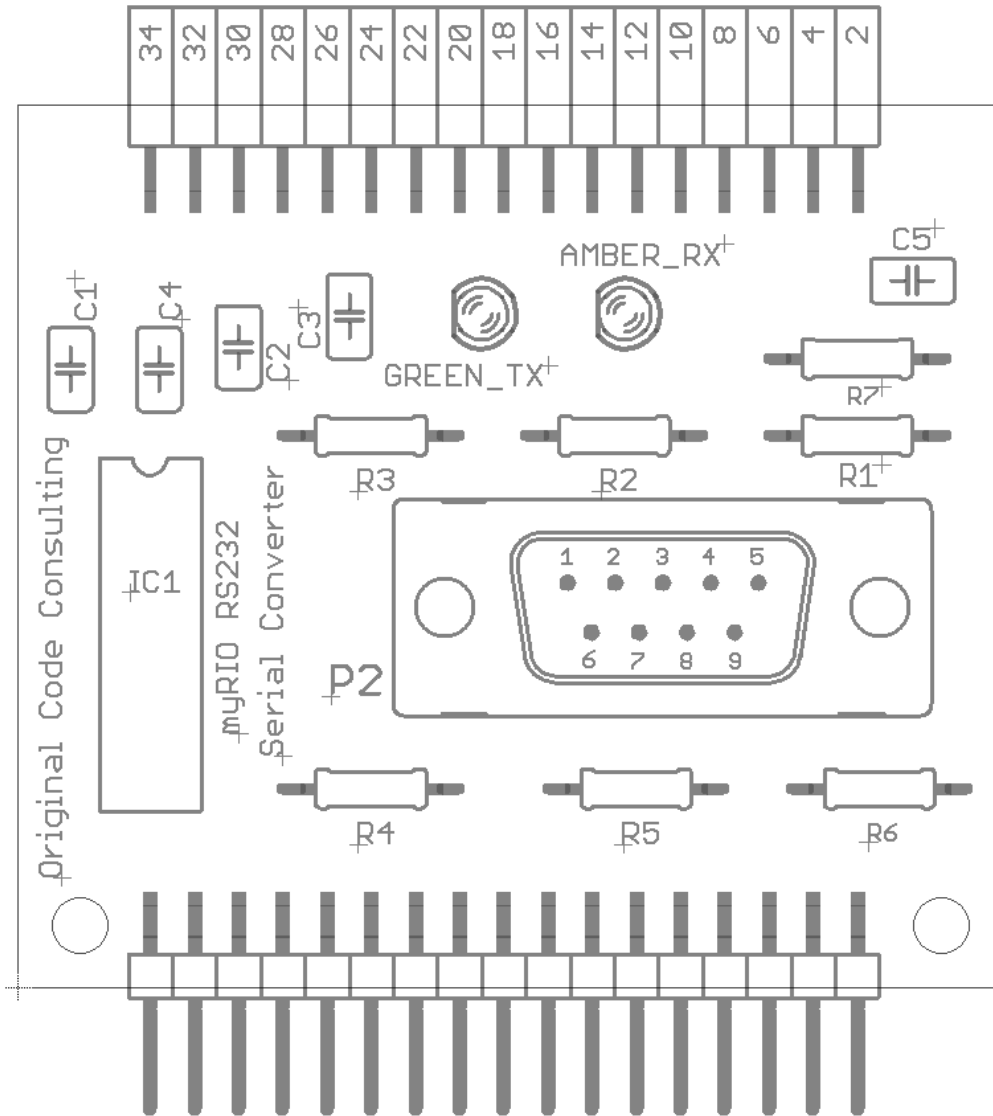 34 32 30 28 26 24 22 20 18 16 14 12 10 8 6 4 2
C5
AMBER_RX
C1
C4
C3
C2
GREEN_TX
R7
R3
R2
R1
Original Code Consulting
IC1
myRIO RS232
Serial Converter
1 2 3 4 5
6 7 8 9
P2
R4
R5
R6